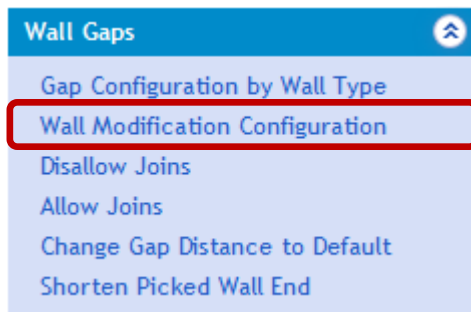 Wall Gaps
Gap Configuration by Wall Type
Wall Modification Configuration
Disallow Joins
Allow Joins
Change Gap Distance to Default
Shorten Picked Wall End